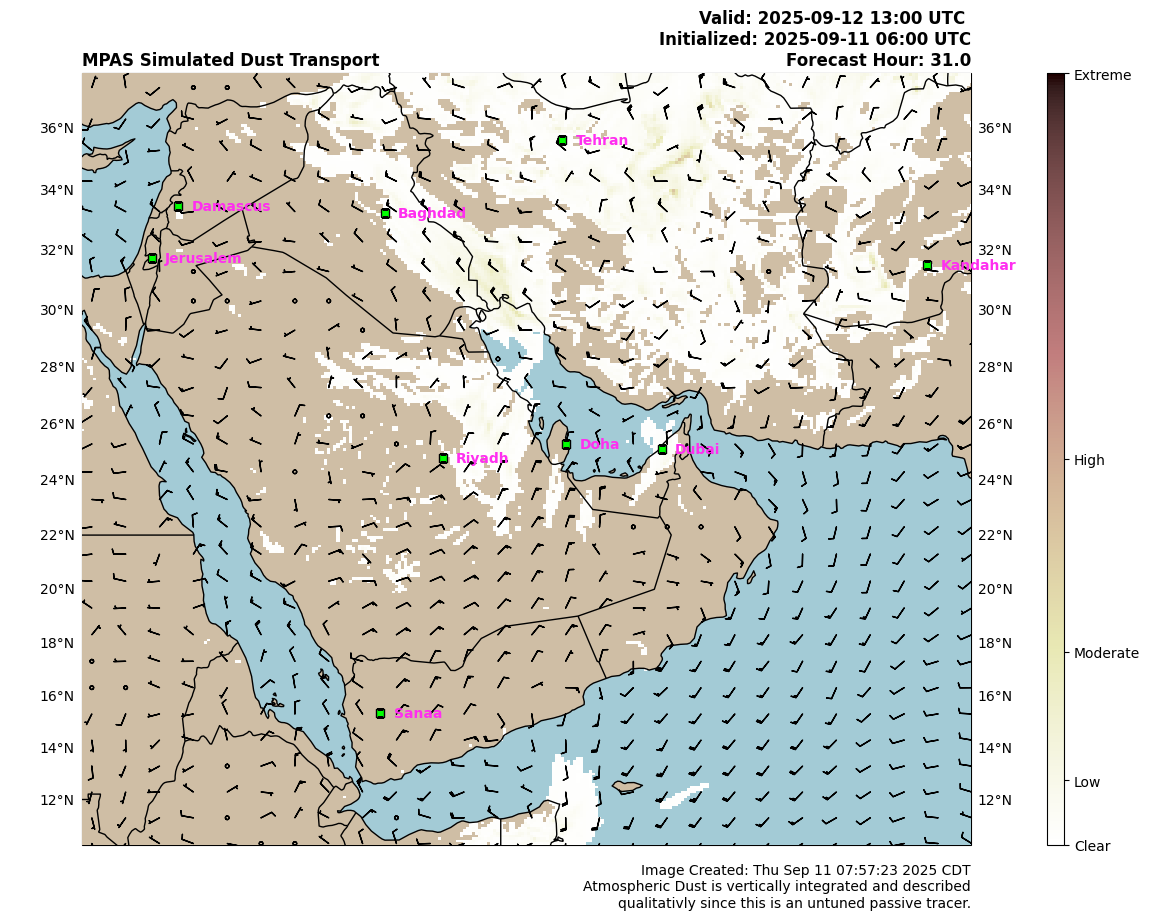 Valid: 2025-09-12 13:00 UTC
Initialized: 2025-09-11 06:00 UTC
MPAS Simulated Dust Transport Forecast Hour: 31.0
Extreme
36°N 36°N
Tehran
34°N 34°N
Damascus
Baghdad
32°N 32°N
Jerusalem
Kandahar
30°N 30°N
28°N 28°N
26°N 26°N
Doha
Dubai
Riyadh
High
24°N 24°N
22°N 22°N
20°N 20°N
18°N 18°N
Moderate
16°N 16°N
Sanaa
14°N 14°N
Low
12°N 12°N
Clear
Image Created: Thu Sep 11 07:57:23 2025 CDT
Atmospheric Dust is vertically integrated and described
qualitativly since this is an untuned passive tracer.